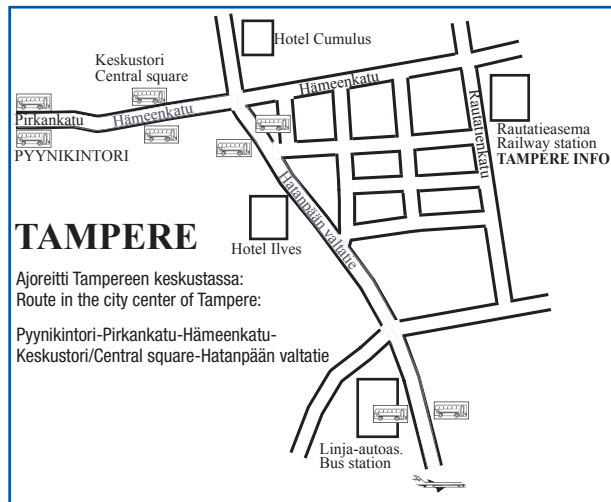 Hotel Cumulus
Keskustori
Central square
Hämeenkatu
Hämeenkatu
Pirkankatu
PYYNIKINTORI
Rautatienkatu
Rautatieasema
Railway station
TAMPERE INFO
Hatanpään valtatie
Hotel Ilves
TAMPERE
Ajoreitti Tampereen keskustassa:
Route in the city center of Tampere:
Pyynikintori-Pirkankatu-Hämeenkatu-
Keskustori/Central square-Hatanpään valtatie
Linja-autoas.
Bus station